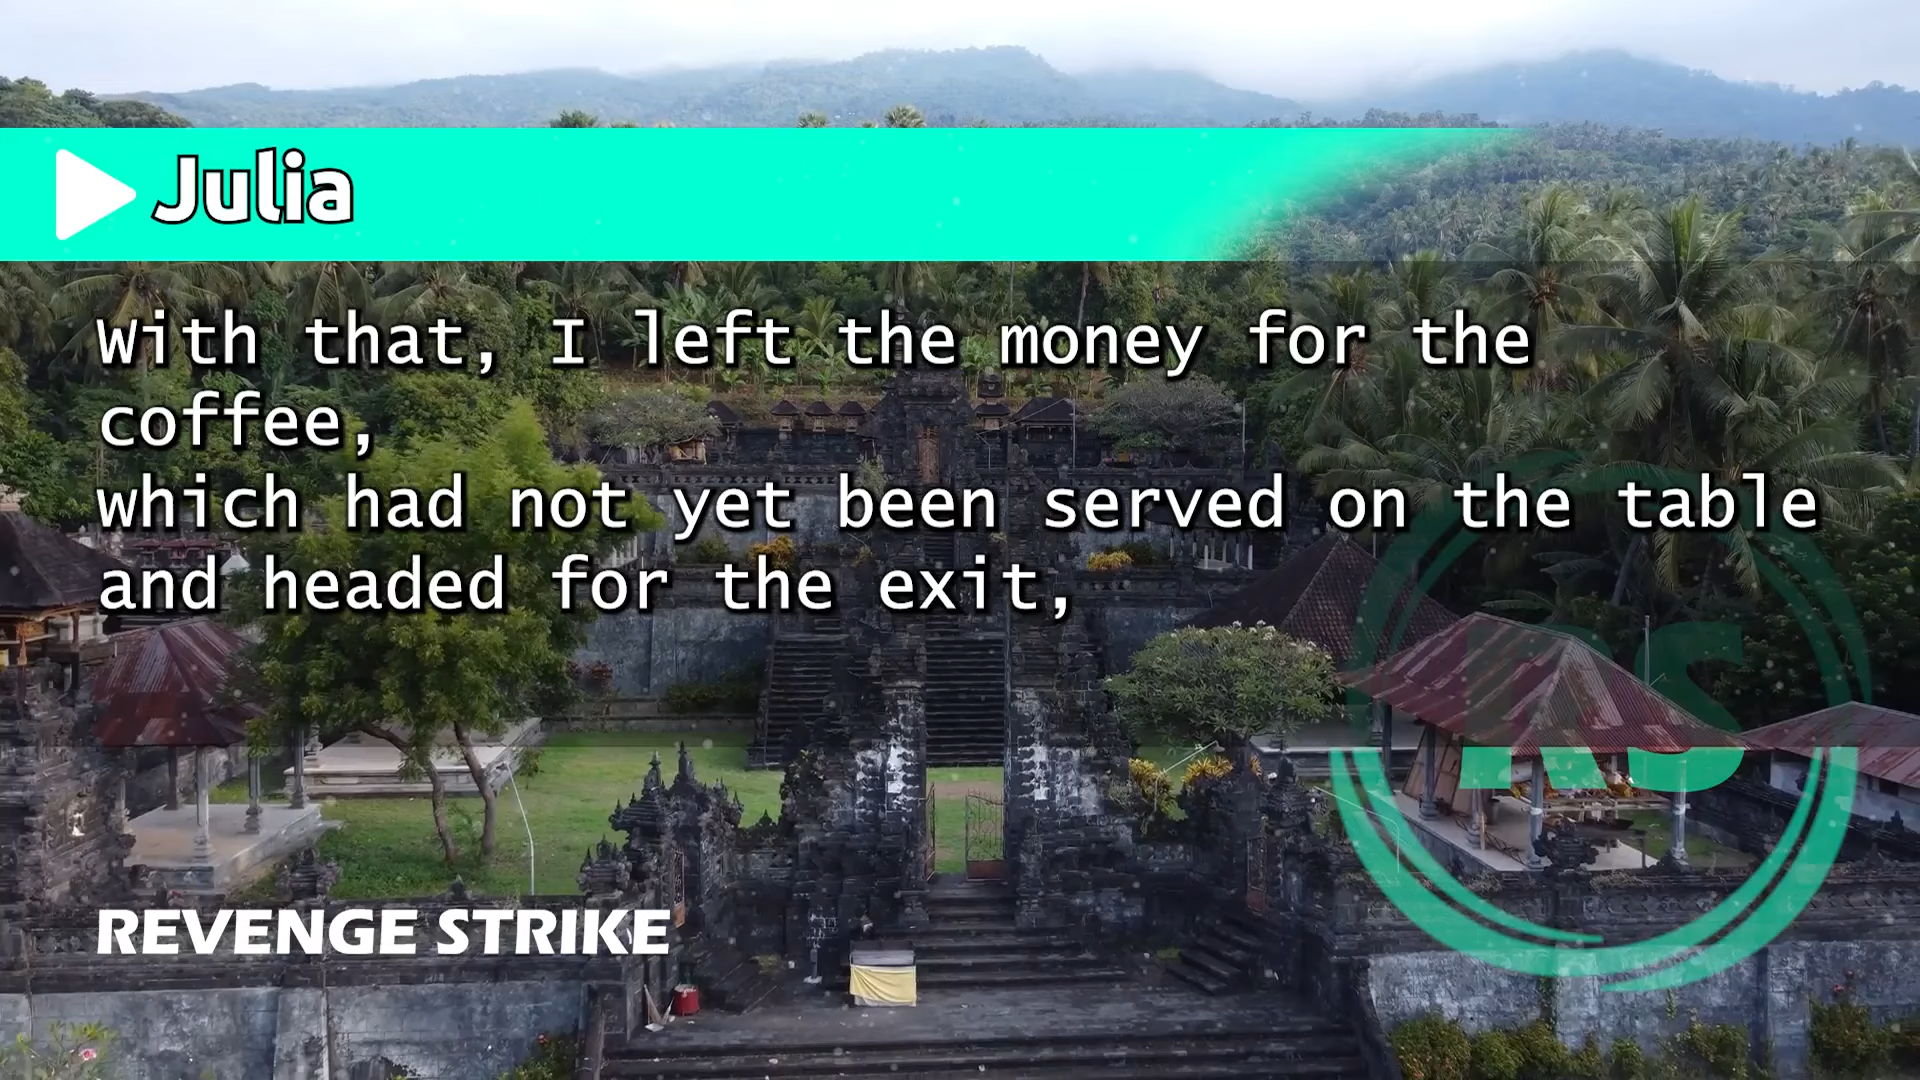 Julia
With that, I left the money for the
coffee,
which had not yet been served on the table
and headed for the exit,
RS
REVENGE STRIKE